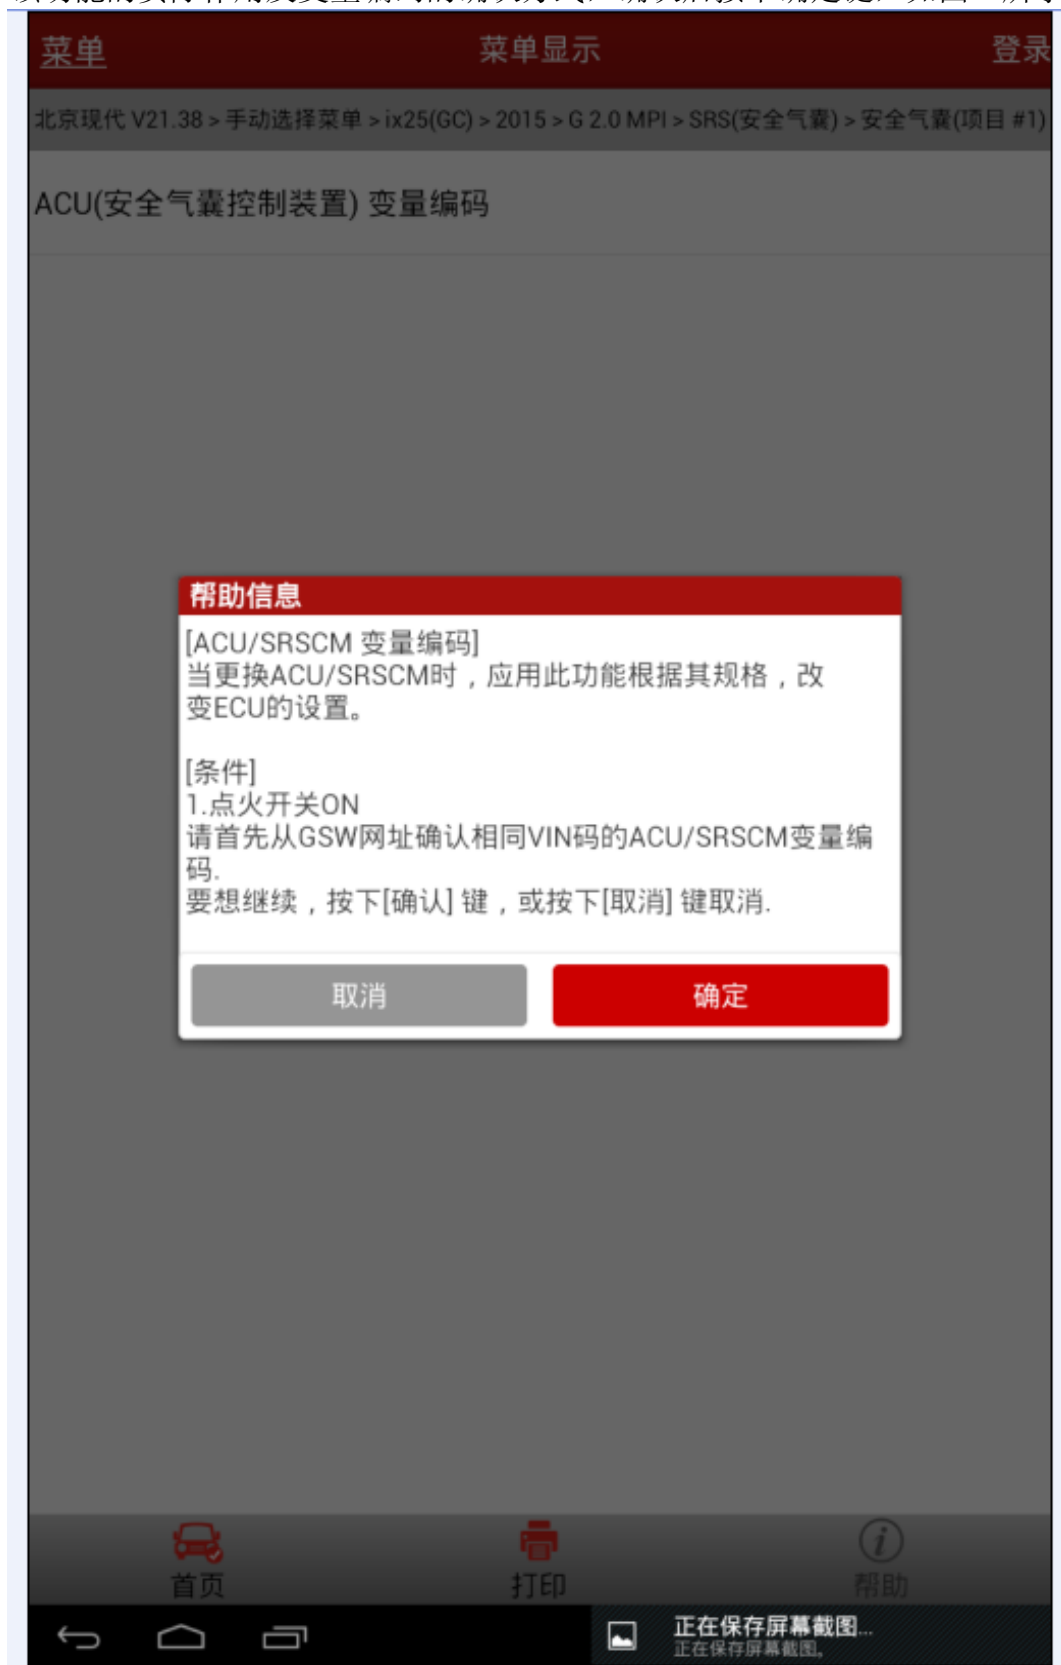 菜单
菜单显示
登录
北京现代 V21.38 > 手动选择菜单 > ix25(GC) > 2015 > G 2.0 MPI > SRS(安全气囊) > 安全气囊(项目 #1)
ACU(安全气囊控制装置) 变量编码
帮助信息
[ACU/SRSCM 变量编码]
当更换ACU/SRSCM时，应用此功能根据其规格，改
变ECU的设置。
[条件]
1.点火开关ON
请首先从GSW网址确认相同VIN码的ACU/SRSCM变量编
码.
要想继续，按下[确认] 键，或按下[取消] 键取消.
取消
确定
首页
打印
帮助
正在保存屏幕截图...
正在保存屏幕截图。